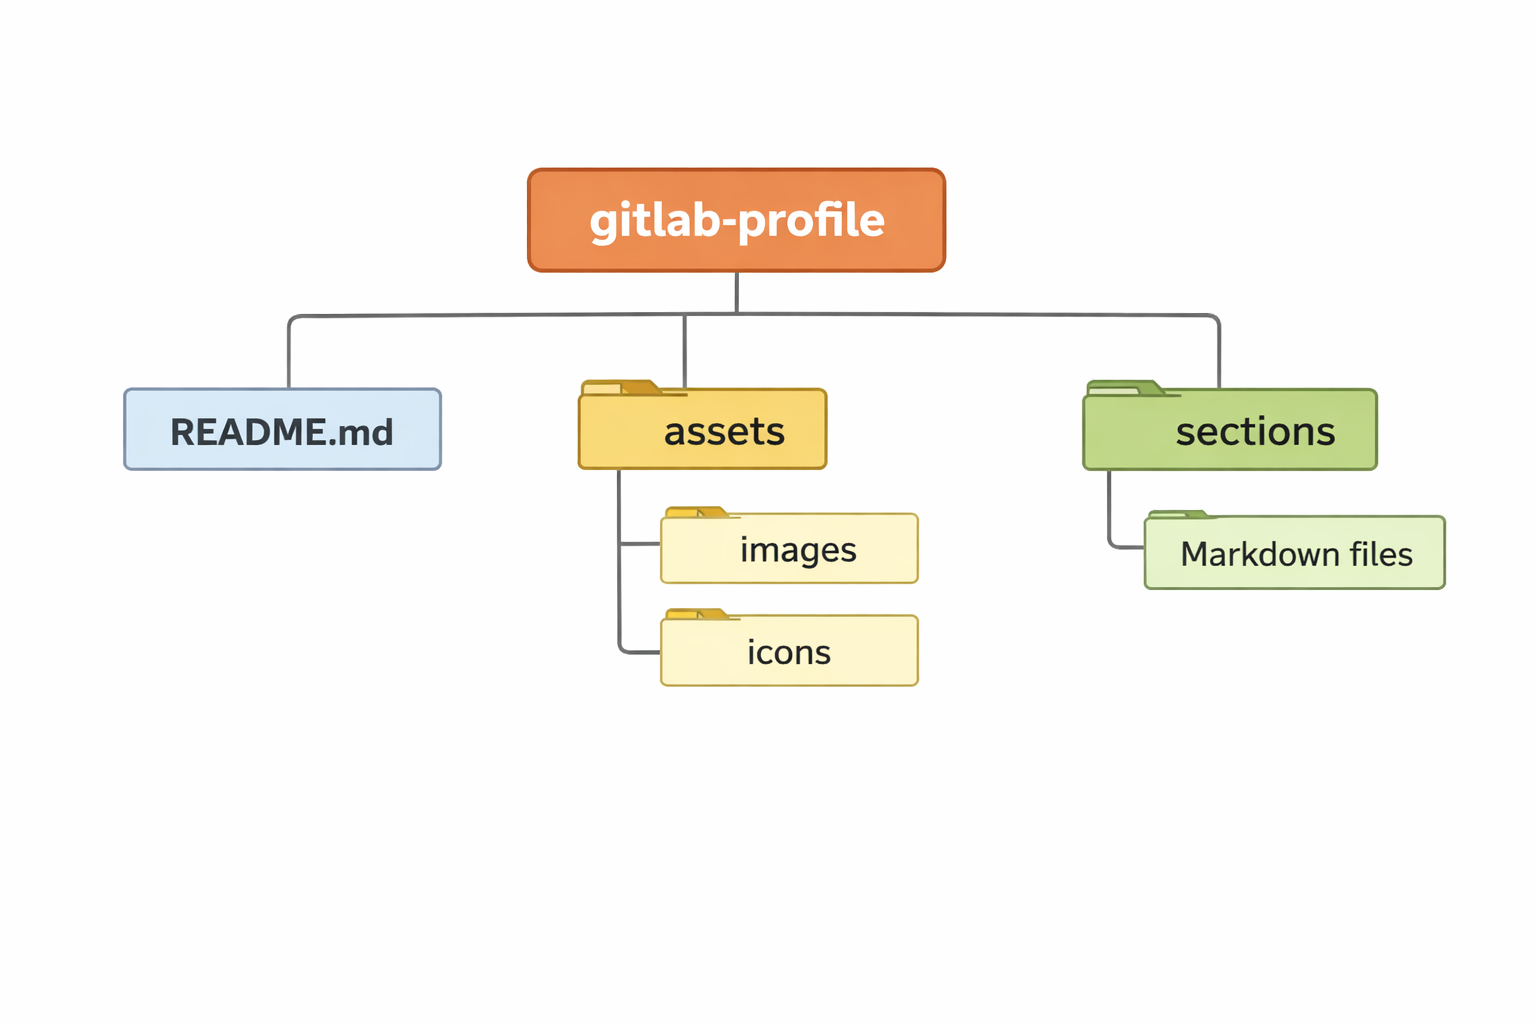 gitlab-profile
README.md
assets
sections
images
Markdown files
icons